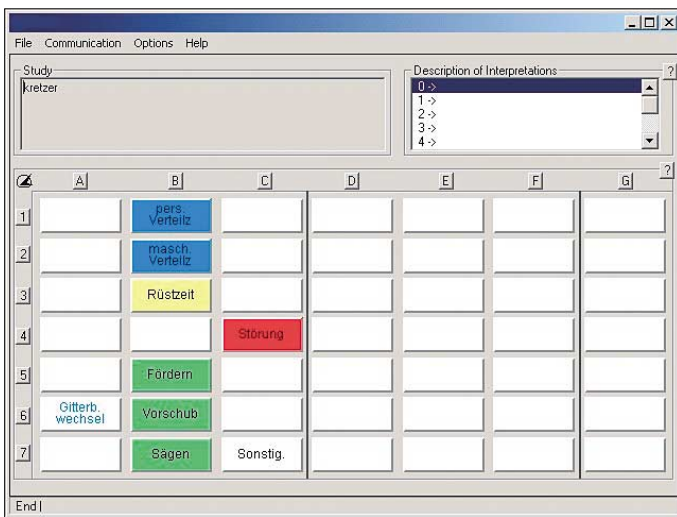 File Communication Options Help
Study
kretzer
Description of Interpretations
0 ->
1 ->
2 ->
3 ->
4 ->
?
?
A B C D E F G
1
pers.
Verteilz
2
masch.
Verteilz
3
Rüstzeit
4
Störung
5
Fördern
6
Gitterb.
wechsel
Vorschub
7
Sägen
Sonstig.
End